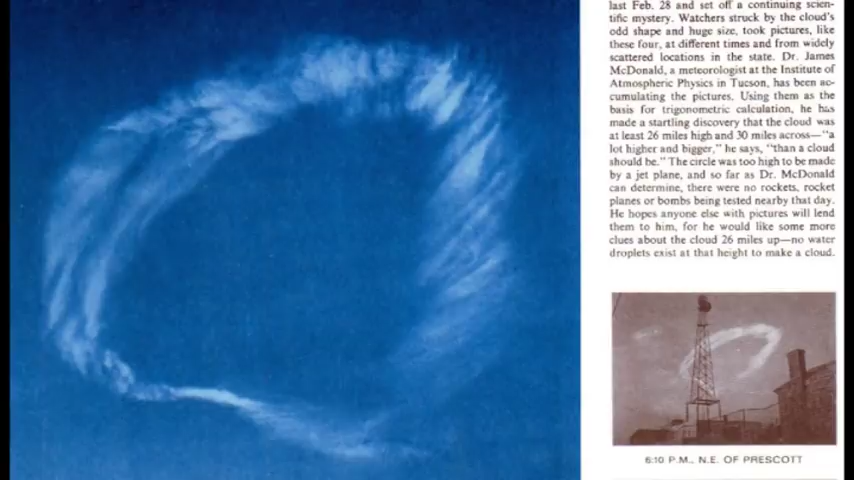 last Feb. 28 and set off a continuing scien-
tific mystery. Watchers struck by the cloud's
odd shape and huge size, took pictures, like
these four, at different times and from widely
scattered locations in the state. Dr. James
McDonald, a meteorologist at the Institute of
Atmospheric Physics in Tucson, has been ac-
cumulating the pictures. Using them as the
basis for trigonometric calculation, he has
made a startling discovery that the cloud was
at least 26 miles high and 30 miles across—"a
lot higher and bigger," he says, "than a cloud
should be." The circle was too high to be made
by a jet plane, and so far as Dr. McDonald
can determine, there were no rockets, rocket
planes or bombs being tested nearby that day.
He hopes anyone else with pictures will lend
them to him, for he would like some more
clues about the cloud 26 miles up—no water
droplets exist at that height to make a cloud.
6:10 P.M., N.E. OF PRESCOTT